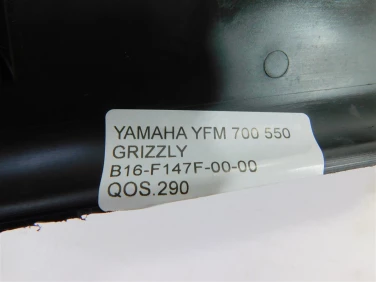 YAMAHA YFM 700 550
GRIZZLY
B16-F147F-00-00
QOS.290